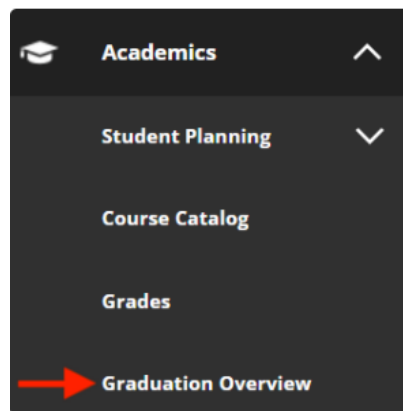 Academics
Student Planning
Course Catalog
Grades
Graduation Overview